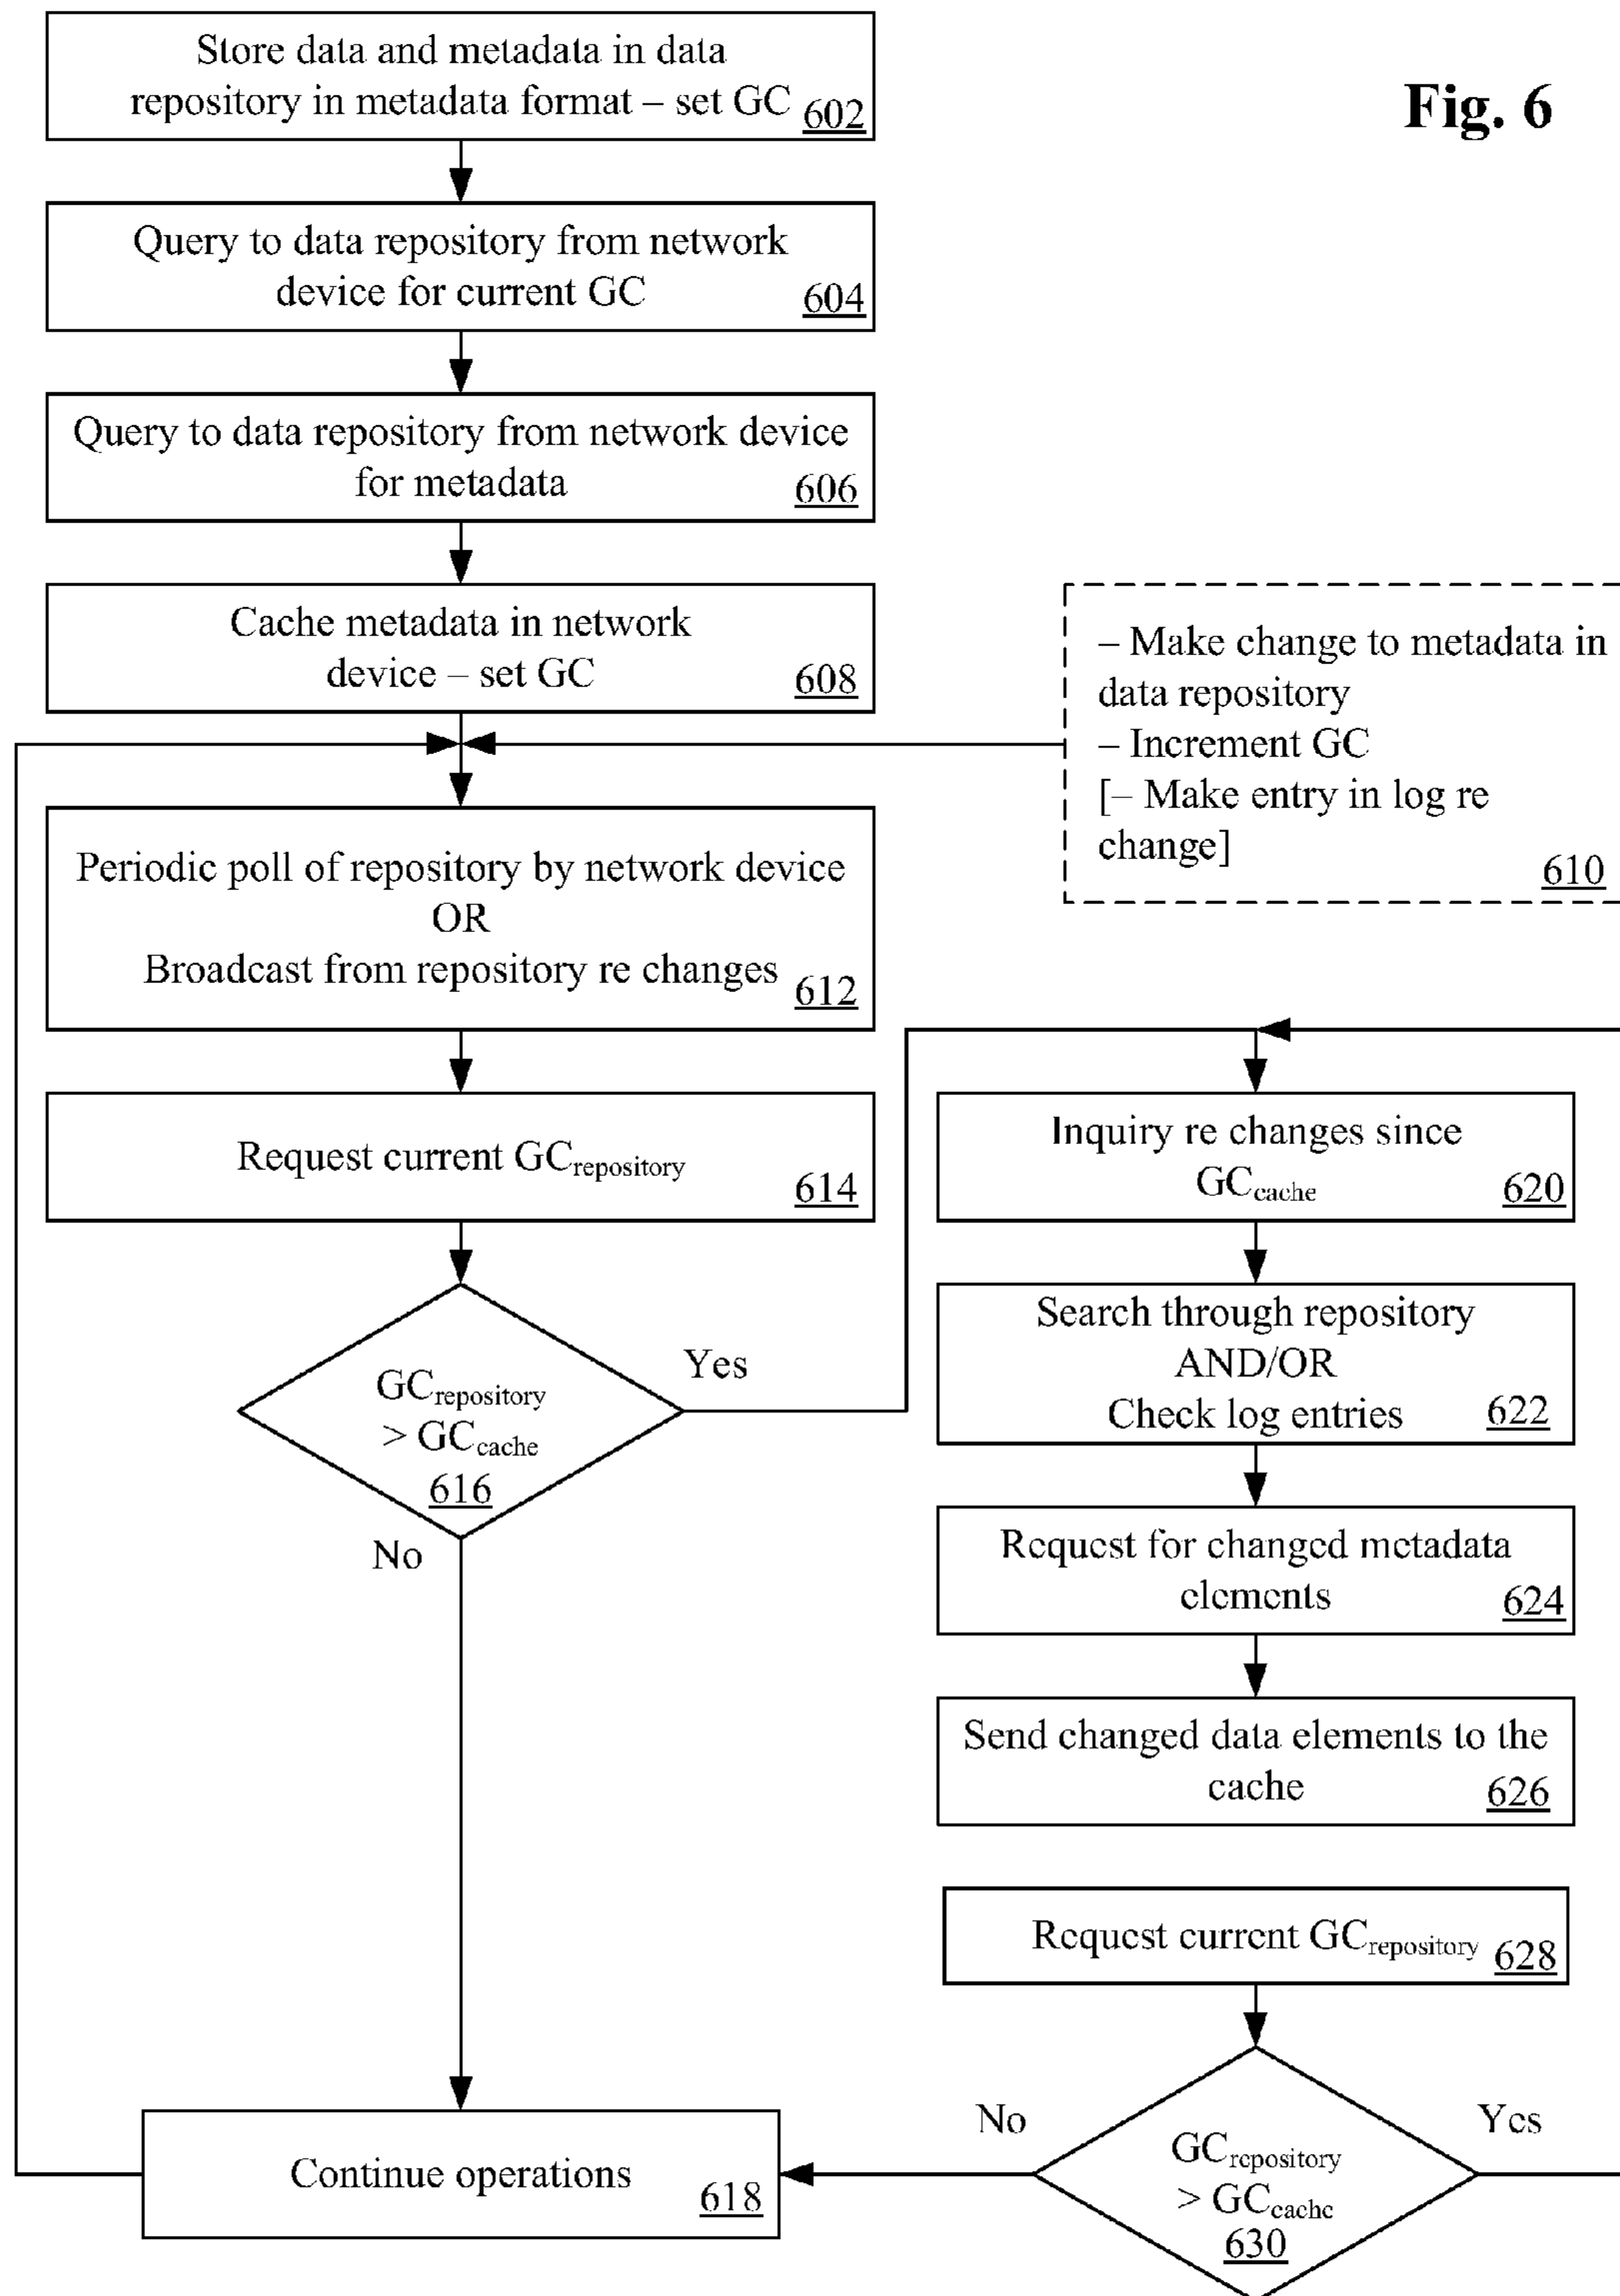 Fig. 6
Store data and metadata in data
repository in metadata format – set GC 602
Query to data repository from network
device for current GC 604
Query to data repository from network device
for metadata 606
Cache metadata in network
device – set GC 608
– Make change to metadata in
data repository
– Increment GC
[– Make entry in log re
change]
610
Periodic poll of repository by network device
OR
Broadcast from repository re changes 612
Request current GCrepository 614
GCrepository
> GCcache
616
Yes
No
Inquiry re changes since
GCcache 620
Search through repository
AND/OR
Check log entries 622
Request for changed metadata
elements 624
Send changed data elements to the
cache 626
Request current GCrepository 628
GCrepository
> GCcache
630
No
Yes
Continue operations 618